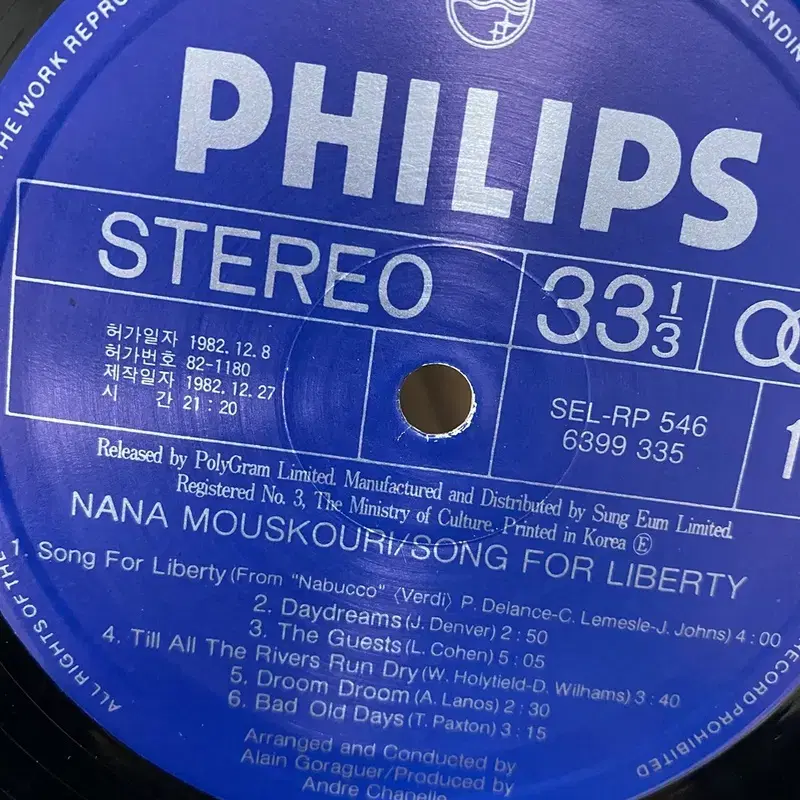 THE WORK REPRO
LENDIN
PHILIPS
STEREO
33 1/3
허가일자 1982.12.8
허가번호 82-1180
제작일자 1982.12.27
시 간 21:20
SEL-RP 546
6399 335
1
Released by PolyGram Limited. Manufactured and Distributed by Sung Eum Limited.
Registered No. 3, The Ministry of Culture. Printed in Korea Ⓔ
NANA MOUSKOURI/SONG FOR LIBERTY
1. Song For Liberty (From "Nabucco" 〈Verdi〉 P. Delance-C. Lemesle-J. Johns) 4:00
2. Daydreams (J. Denver) 2:50
3. The Guests (L. Cohen) 5:05
4. Till All The Rivers Run Dry (W. Holytield-D. Wilhams) 3:40
5. Droom Droom (A. Lanos) 2:30
6. Bad Old Days (T. Paxton) 3:15
Arranged and Conducted by
Alain Goraguer/Produced by
Andre Chapelle
ALL RIGHTS OF THE
RECORD PROHIBITED